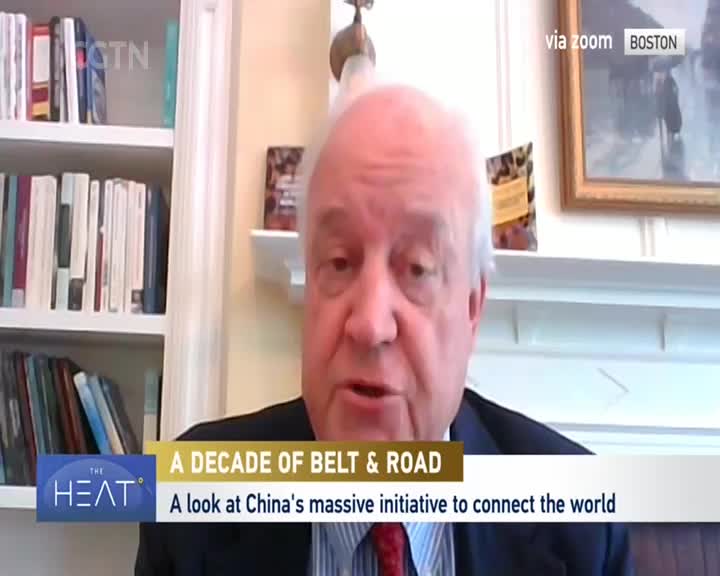 CGTN
via zoom
BOSTON
A DECADE OF BELT & ROAD
THE
HEAT
A look at China's massive initiative to connect the world